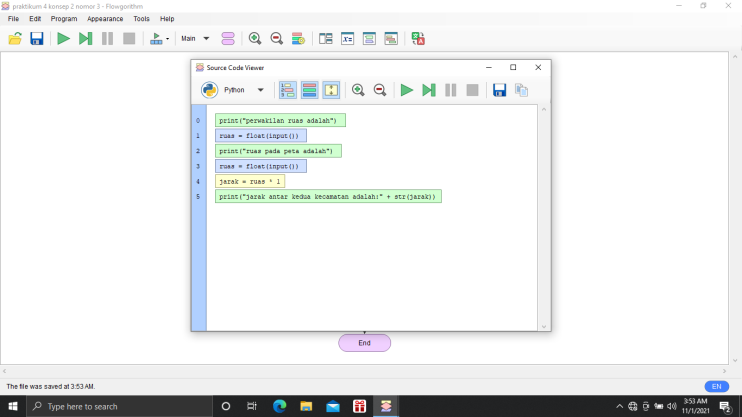 praktikum 4 konsep 2 nomor 3 - Flowgorithm
File Edit Program Appearance Tools Help
Main
Source Code Viewer
Python
0 print("perwakilan ruas adalah")
1 ruas = float(input())
2 print("ruas pada peta adalah")
3 ruas = float(input())
4 jarak = ruas * 1
5 print("jarak antar kedua kecamatan adalah:" + str(jarak))
End
The file was saved at 3:53 AM.
EN
Type here to search
3:53 AM
11/1/2021